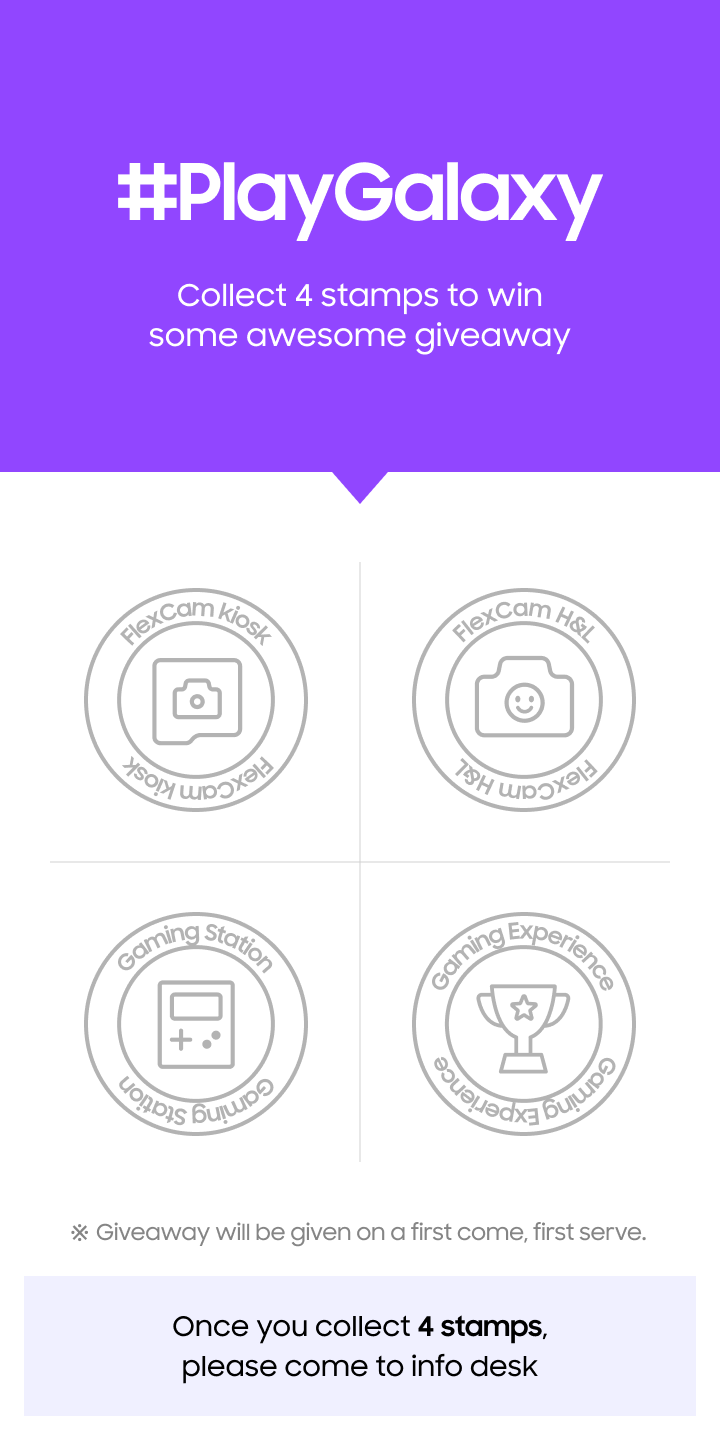 #PlayGalaxy
Collect 4 stamps to win
some awesome giveaway
FlexCam kiosk
FlexCam kiosk
FlexCam H&L
FlexCam H&L
Gaming Station
Gaming Station
Gaming Experience
Gaming Experience
※ Giveaway will be given on a first come, first serve.
Once you collect 4 stamps,
please come to info desk